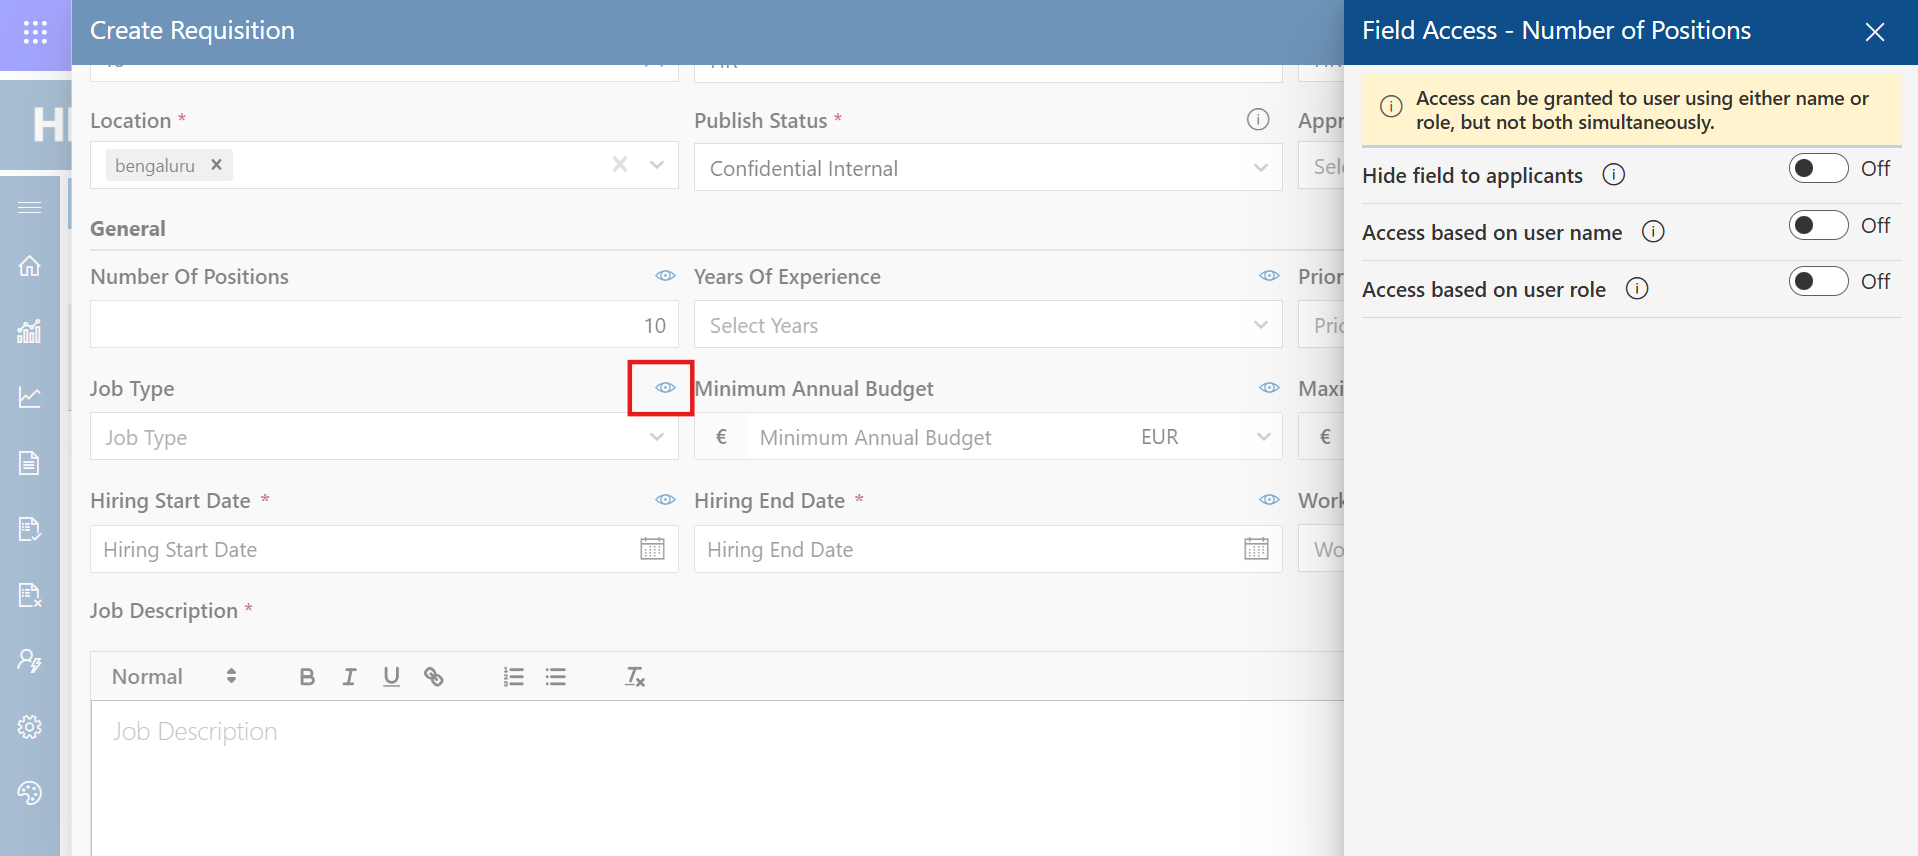 Create Requisition
Field Access - Number of Positions
Access can be granted to user using either name or
role, but not both simultaneously.
Location *
Publish Status *
Appr
bengaluru
Confidential Internal
Sele
Hide field to applicants
Off
General
Access based on user name
Off
Number Of Positions
Years Of Experience
Prior
Access based on user role
Off
10
Select Years
Pric
Job Type
Minimum Annual Budget
Maxi
Job Type
€
Minimum Annual Budget
EUR
€
Hiring Start Date *
Hiring End Date *
Work
Hiring Start Date
Hiring End Date
Wo
Job Description *
Normal
B I U
Job Description